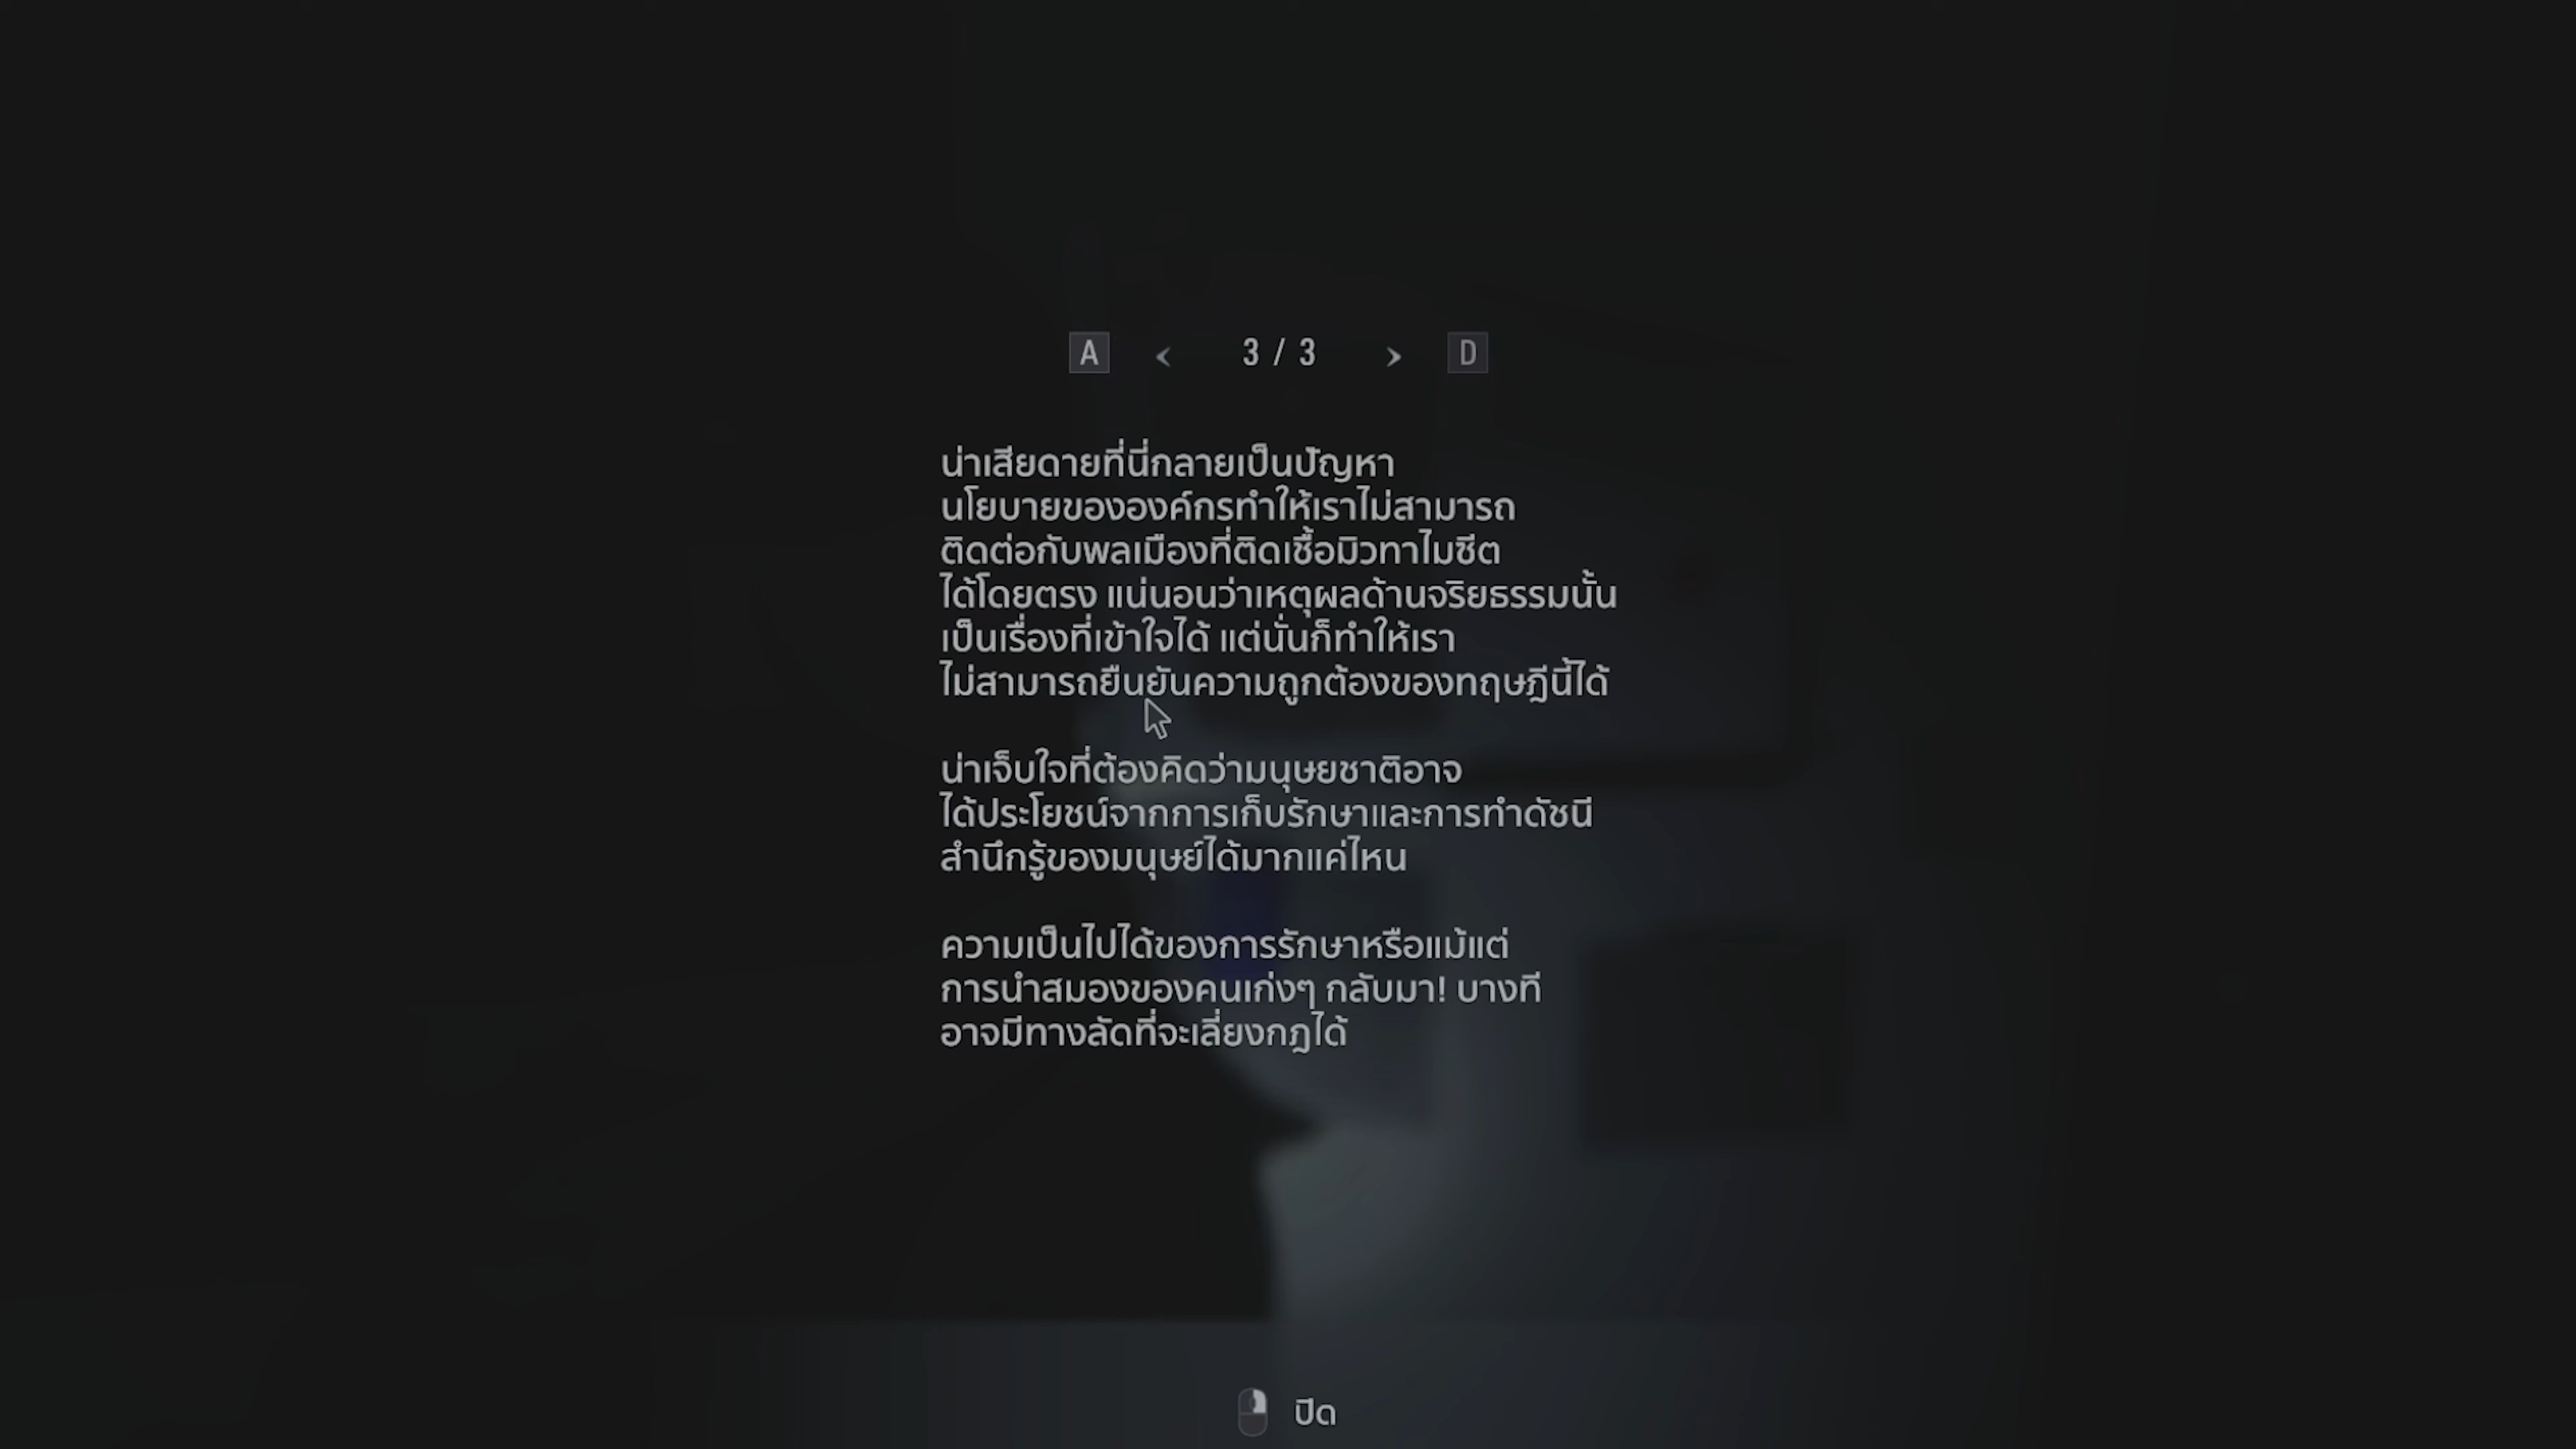 A < 3 / 3 > D
น่าเสียดายที่นี่กลายเป็นปัญหา
นโยบายขององค์กรทำให้เราไม่สามารถ
ติดต่อกับพลเมืองที่ติดเชื้อมิวทาไมซีต
ได้โดยตรง แน่นอนว่าเหตุผลด้านจริยธรรมนั้น
เป็นเรื่องที่เข้าใจได้ แต่นั่นก็ทำให้เรา
ไม่สามารถยืนยันความถูกต้องของทฤษฎีนี้ได้
น่าเจ็บใจที่ต้องคิดว่ามนุษยชาติอาจ
ได้ประโยชน์จากการเก็บรักษาและการทำดัชนี
สำนึกรู้ของมนุษย์ได้มากแค่ไหน
ความเป็นไปได้ของการรักษาหรือแม้แต่
การนำสมองของคนเก่งๆ กลับมา! บางที
อาจมีทางลัดที่จะเลี่ยงกฎได้
ปิด